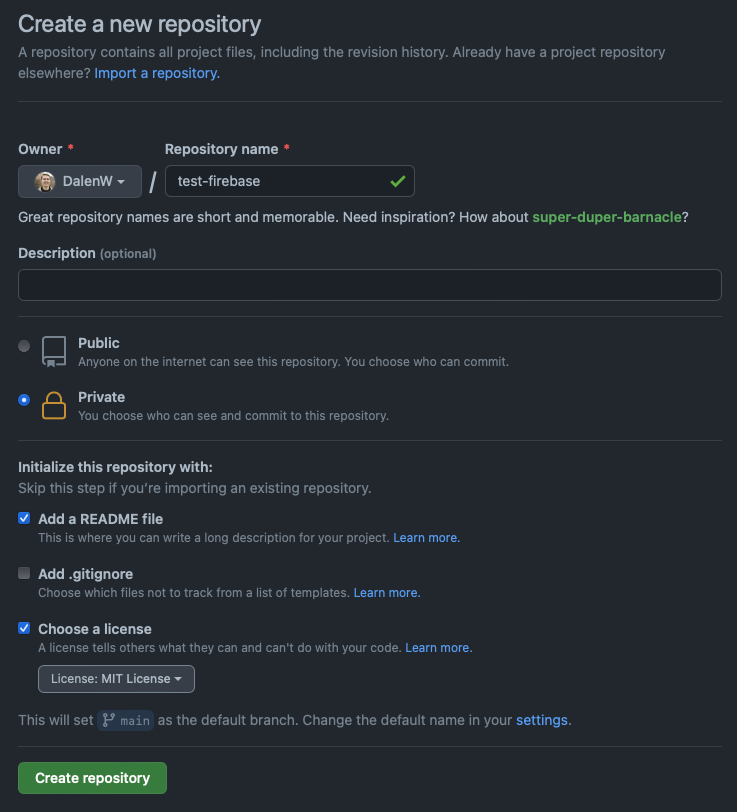 Create a new repository
A repository contains all project files, including the revision history. Already have a project repository
elsewhere? Import a repository.
Owner * Repository name *
DalenW / test-firebase
Great repository names are short and memorable. Need inspiration? How about super-duper-barnacle?
Description (optional)
Public
Anyone on the internet can see this repository. You choose who can commit.
Private
You choose who can see and commit to this repository.
Initialize this repository with:
Skip this step if you’re importing an existing repository.
Add a README file
This is where you can write a long description for your project. Learn more.
Add .gitignore
Choose which files not to track from a list of templates. Learn more.
Choose a license
A license tells others what they can and can't do with your code. Learn more.
License: MIT License
This will set main as the default branch. Change the default name in your settings.
Create repository